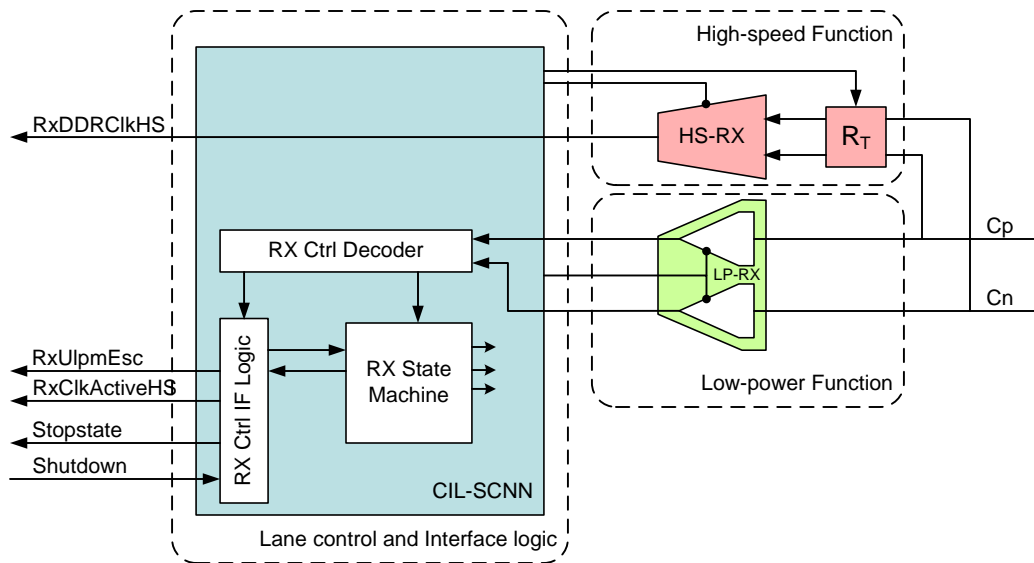 High-speed Function
RxDDRClkHS
HS-RX
RT
RX Ctrl Decoder
Cp
LP-RX
Cn
RxUlpmEsc
RxClkActiveHS
Stopstate
Shutdown
RX Ctrl IF Logic
RX State
Machine
Low-power Function
CIL-SCNN
Lane control and Interface logic